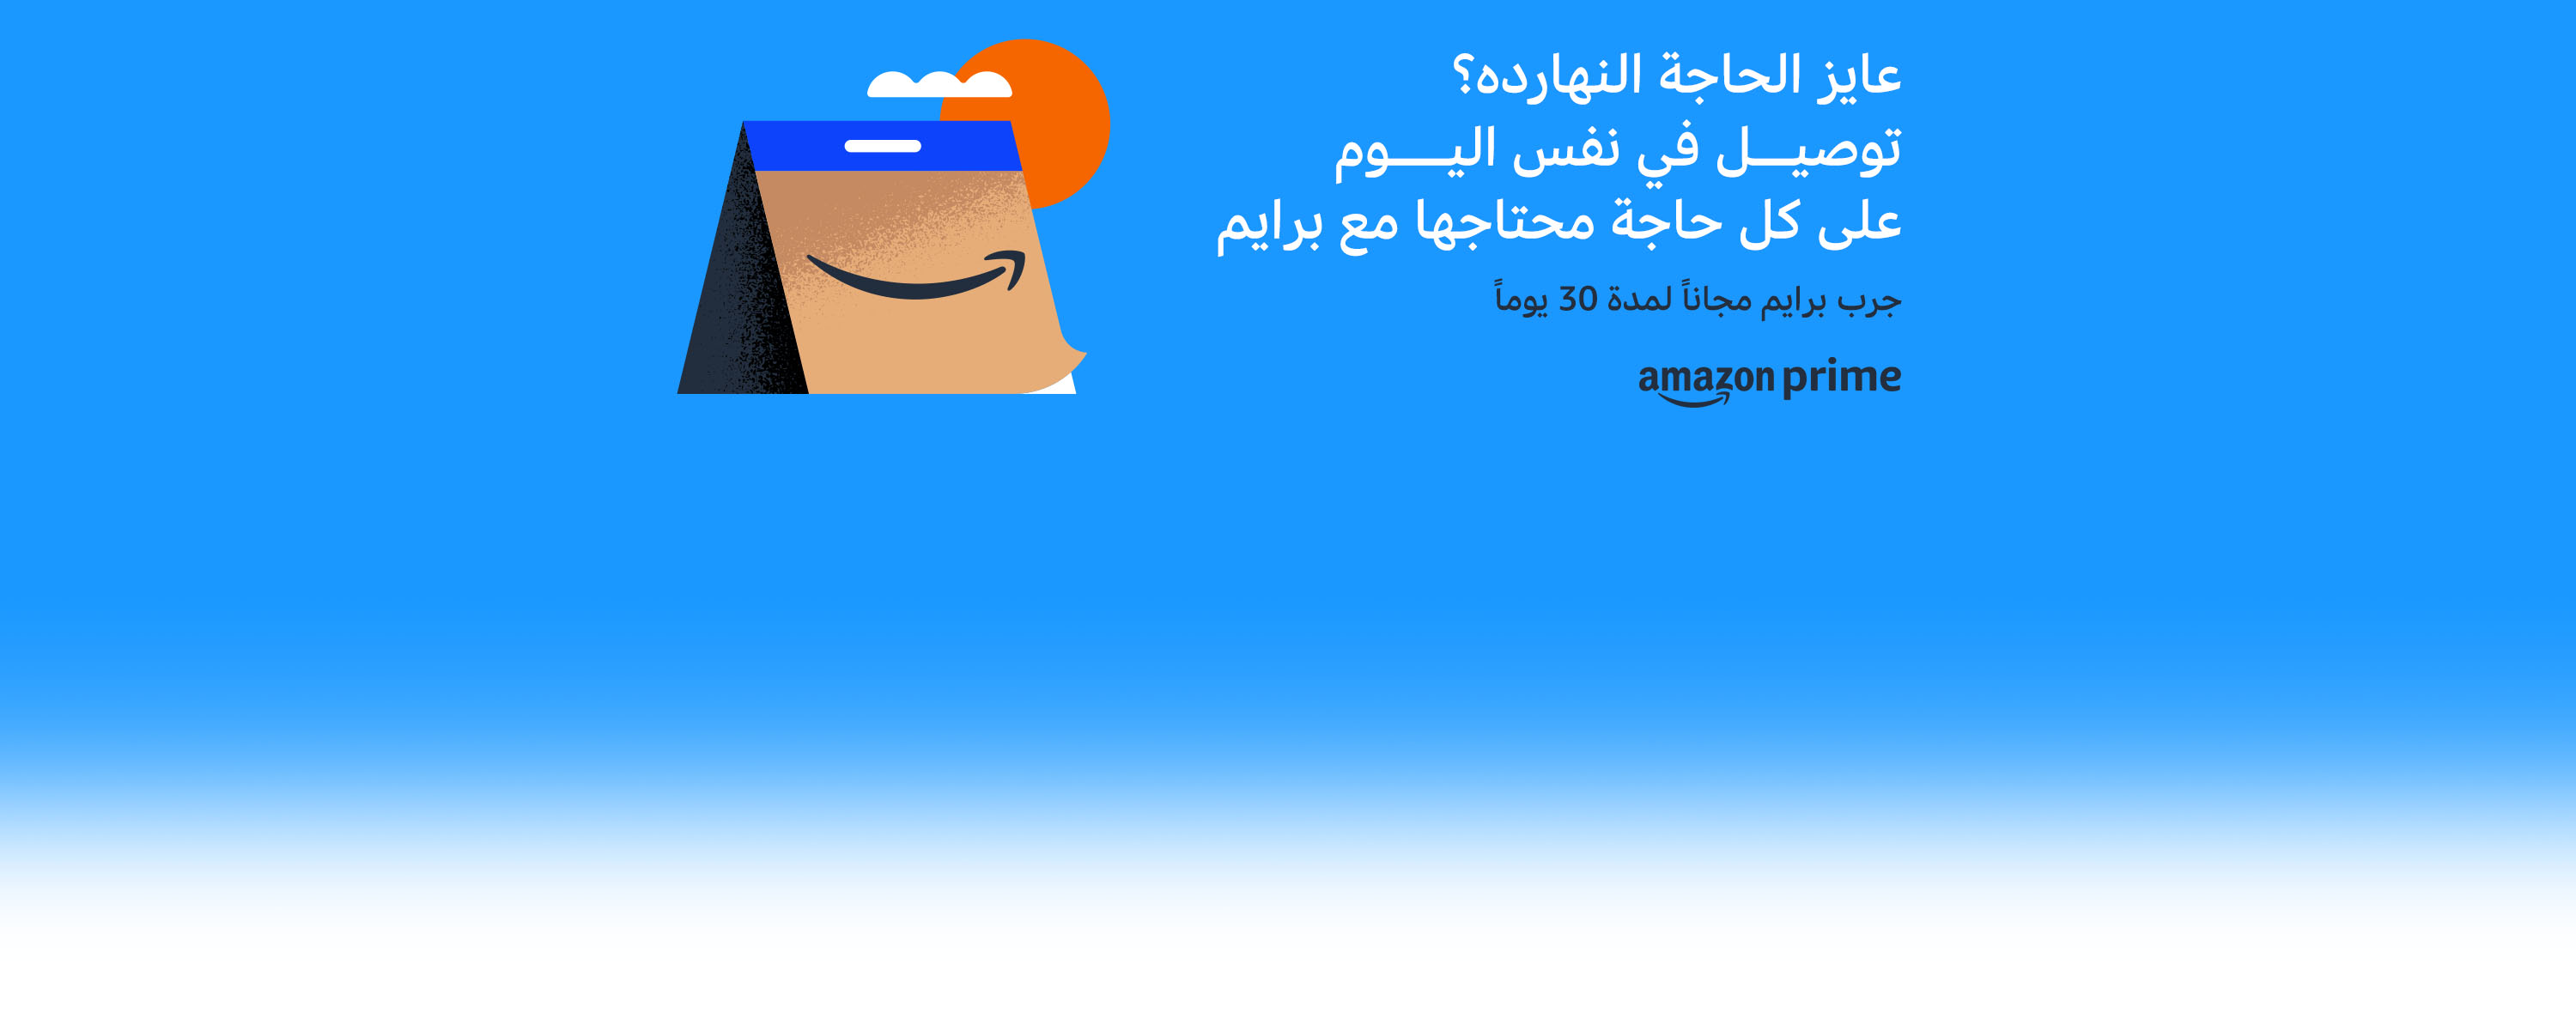 عايز الحاجة النهارده؟
توصيـــل في نفس اليـــــوم
على كل حاجة محتاجها مع برايم
جرب برايم مجاناً لمدة 30 يوماً
amazon prime